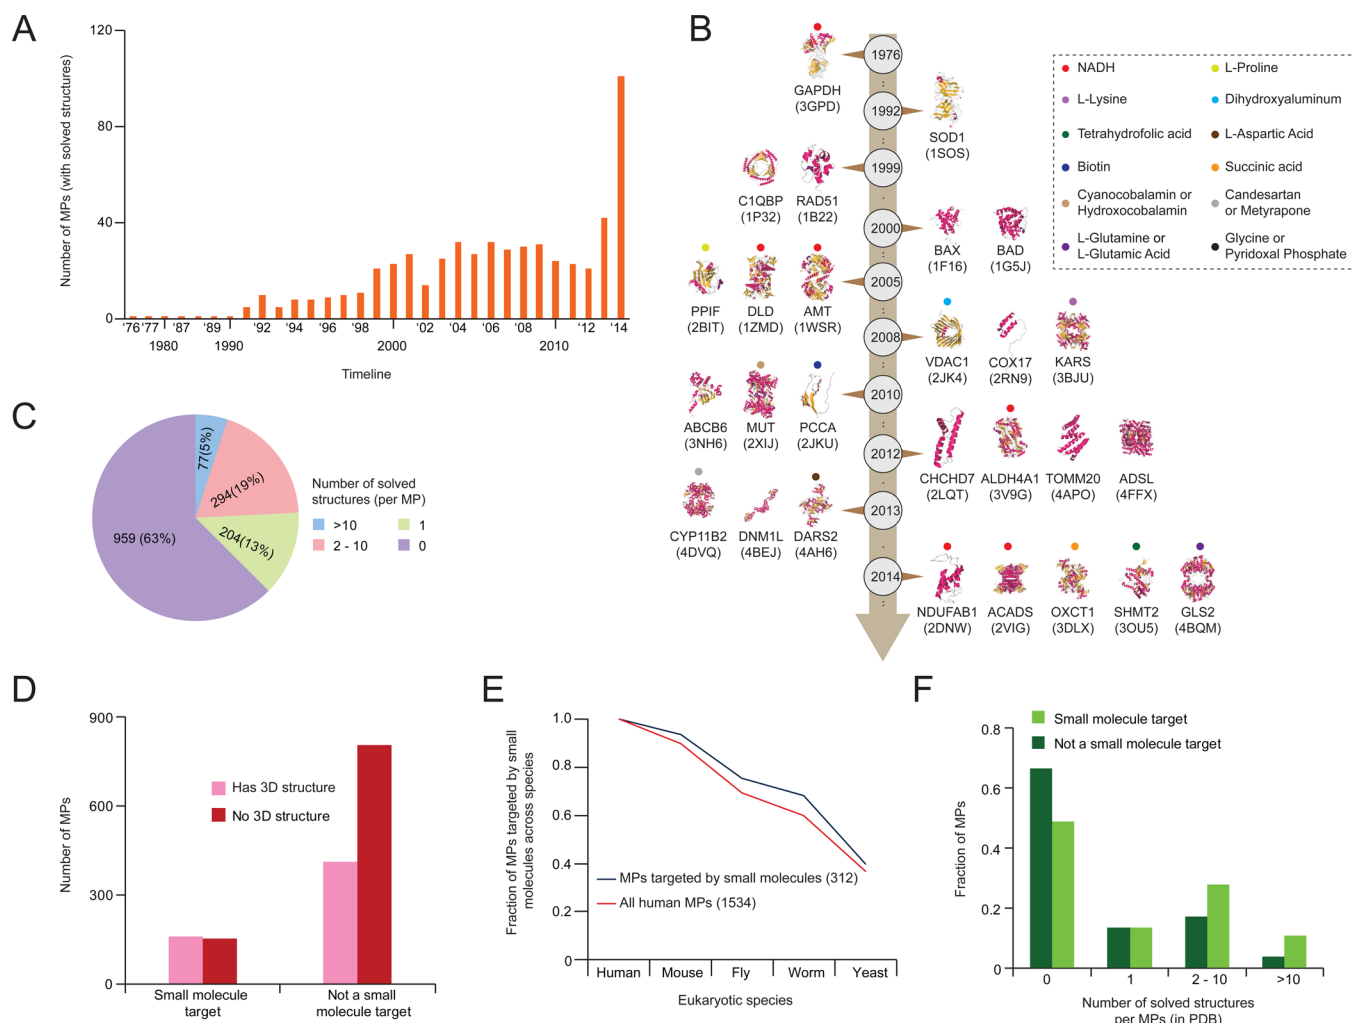 A
Number of MPs (with solved structures)
120
80
40
0
'76 '77 '87 '89 '92 '94 '96 '98 '02 '04 '06 '08 '12 '14
1980 1990 2000 2010
Timeline
B
1976
GAPDH
(3GPD)
1992
SOD1
(1SOS)
1999
C1QBP
(1P32)
RAD51
(1B22)
2000
BAX
(1F16)
BAD
(1G5J)
2005
PPIF
(2BIT)
DLD
(1ZMD)
AMT
(1WSR)
2008
VDAC1
(2JK4)
COX17
(2RN9)
KARS
(3BJU)
2010
ABCB6
(3NH6)
MUT
(2XIJ)
PCCA
(2JKU)
2012
CHCHD7
(2LQT)
ALDH4A1
(3V9G)
TOMM20
(4APO)
ADSL
(4FFX)
2013
CYP11B2
(4DVQ)
DNM1L
(4BEJ)
DARS2
(4AH6)
2014
NDUFAB1
(2DNW)
ACADS
(2VIG)
OXCT1
(3DLX)
SHMT2
(3OU5)
GLS2
(4BQM)
NADH
L-Lysine
Tetrahydrofolic acid
Biotin
Cyanocobalamin or
Hydroxocobalamin
L-Glutamine or
L-Glutamic Acid
L-Proline
Dihydroxyaluminum
L-Aspartic Acid
Succinic acid
Candesartan
or Metyrapone
Glycine or
Pyridoxal Phosphate
C
77(5%)
294(19%)
204(13%)
959 (63%)
Number of solved
structures (per MP)
>10
1
2 - 10
0
D
Number of MPs
900
600
300
0
Has 3D structure
No 3D structure
Small molecule
target
Not a small
molecule target
E
Fraction of MPs targeted by small
molecules across species
1.0
0.8
0.6
0.4
0.2
0
MPs targeted by small molecules (312)
All human MPs (1534)
Human
Mouse
Fly
Worm
Yeast
Eukaryotic species
F
Fraction of MPs
0.8
0.6
0.4
0.2
0
Small molecule target
Not a small molecule target
0
1
2 - 10
>10
Number of solved structures
per MPs (in PDB)